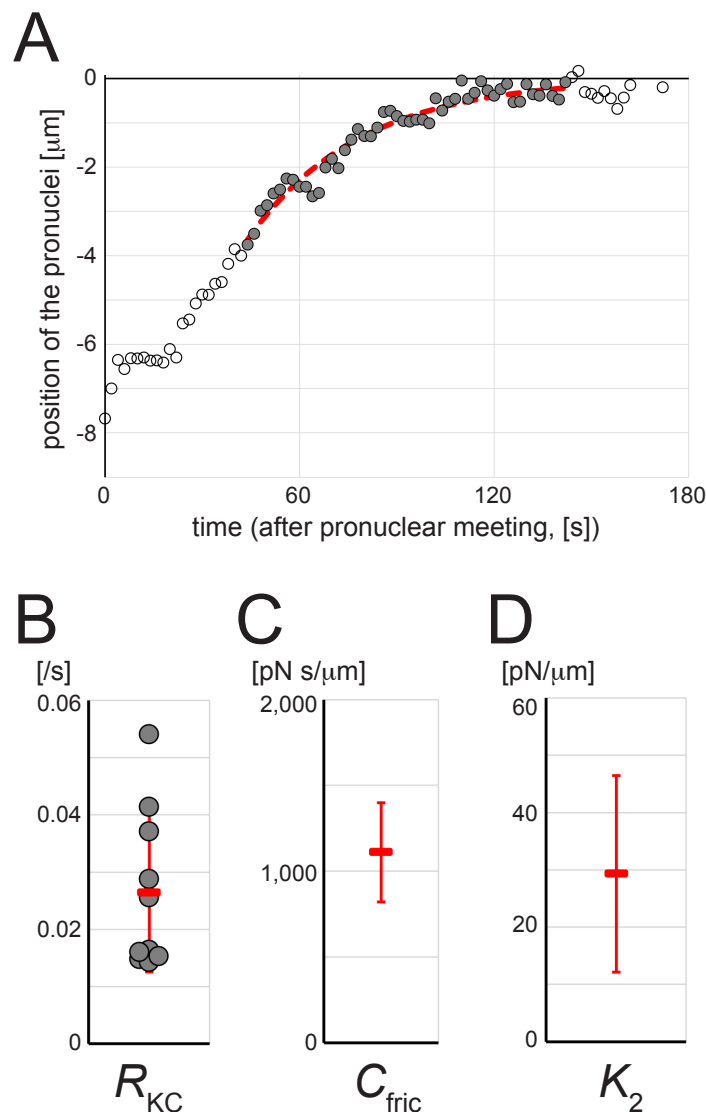 A
position of the pronuclei [μm]
0
-2
-4
-6
-8
0 60 120 180
time (after pronuclear meeting, [s])
B C D
[/s] [pN s/μm] [pN/μm]
0.06
0.04
0.02
0
R_KC
2,000
1,000
0
C_fric
60
40
20
0
K_2